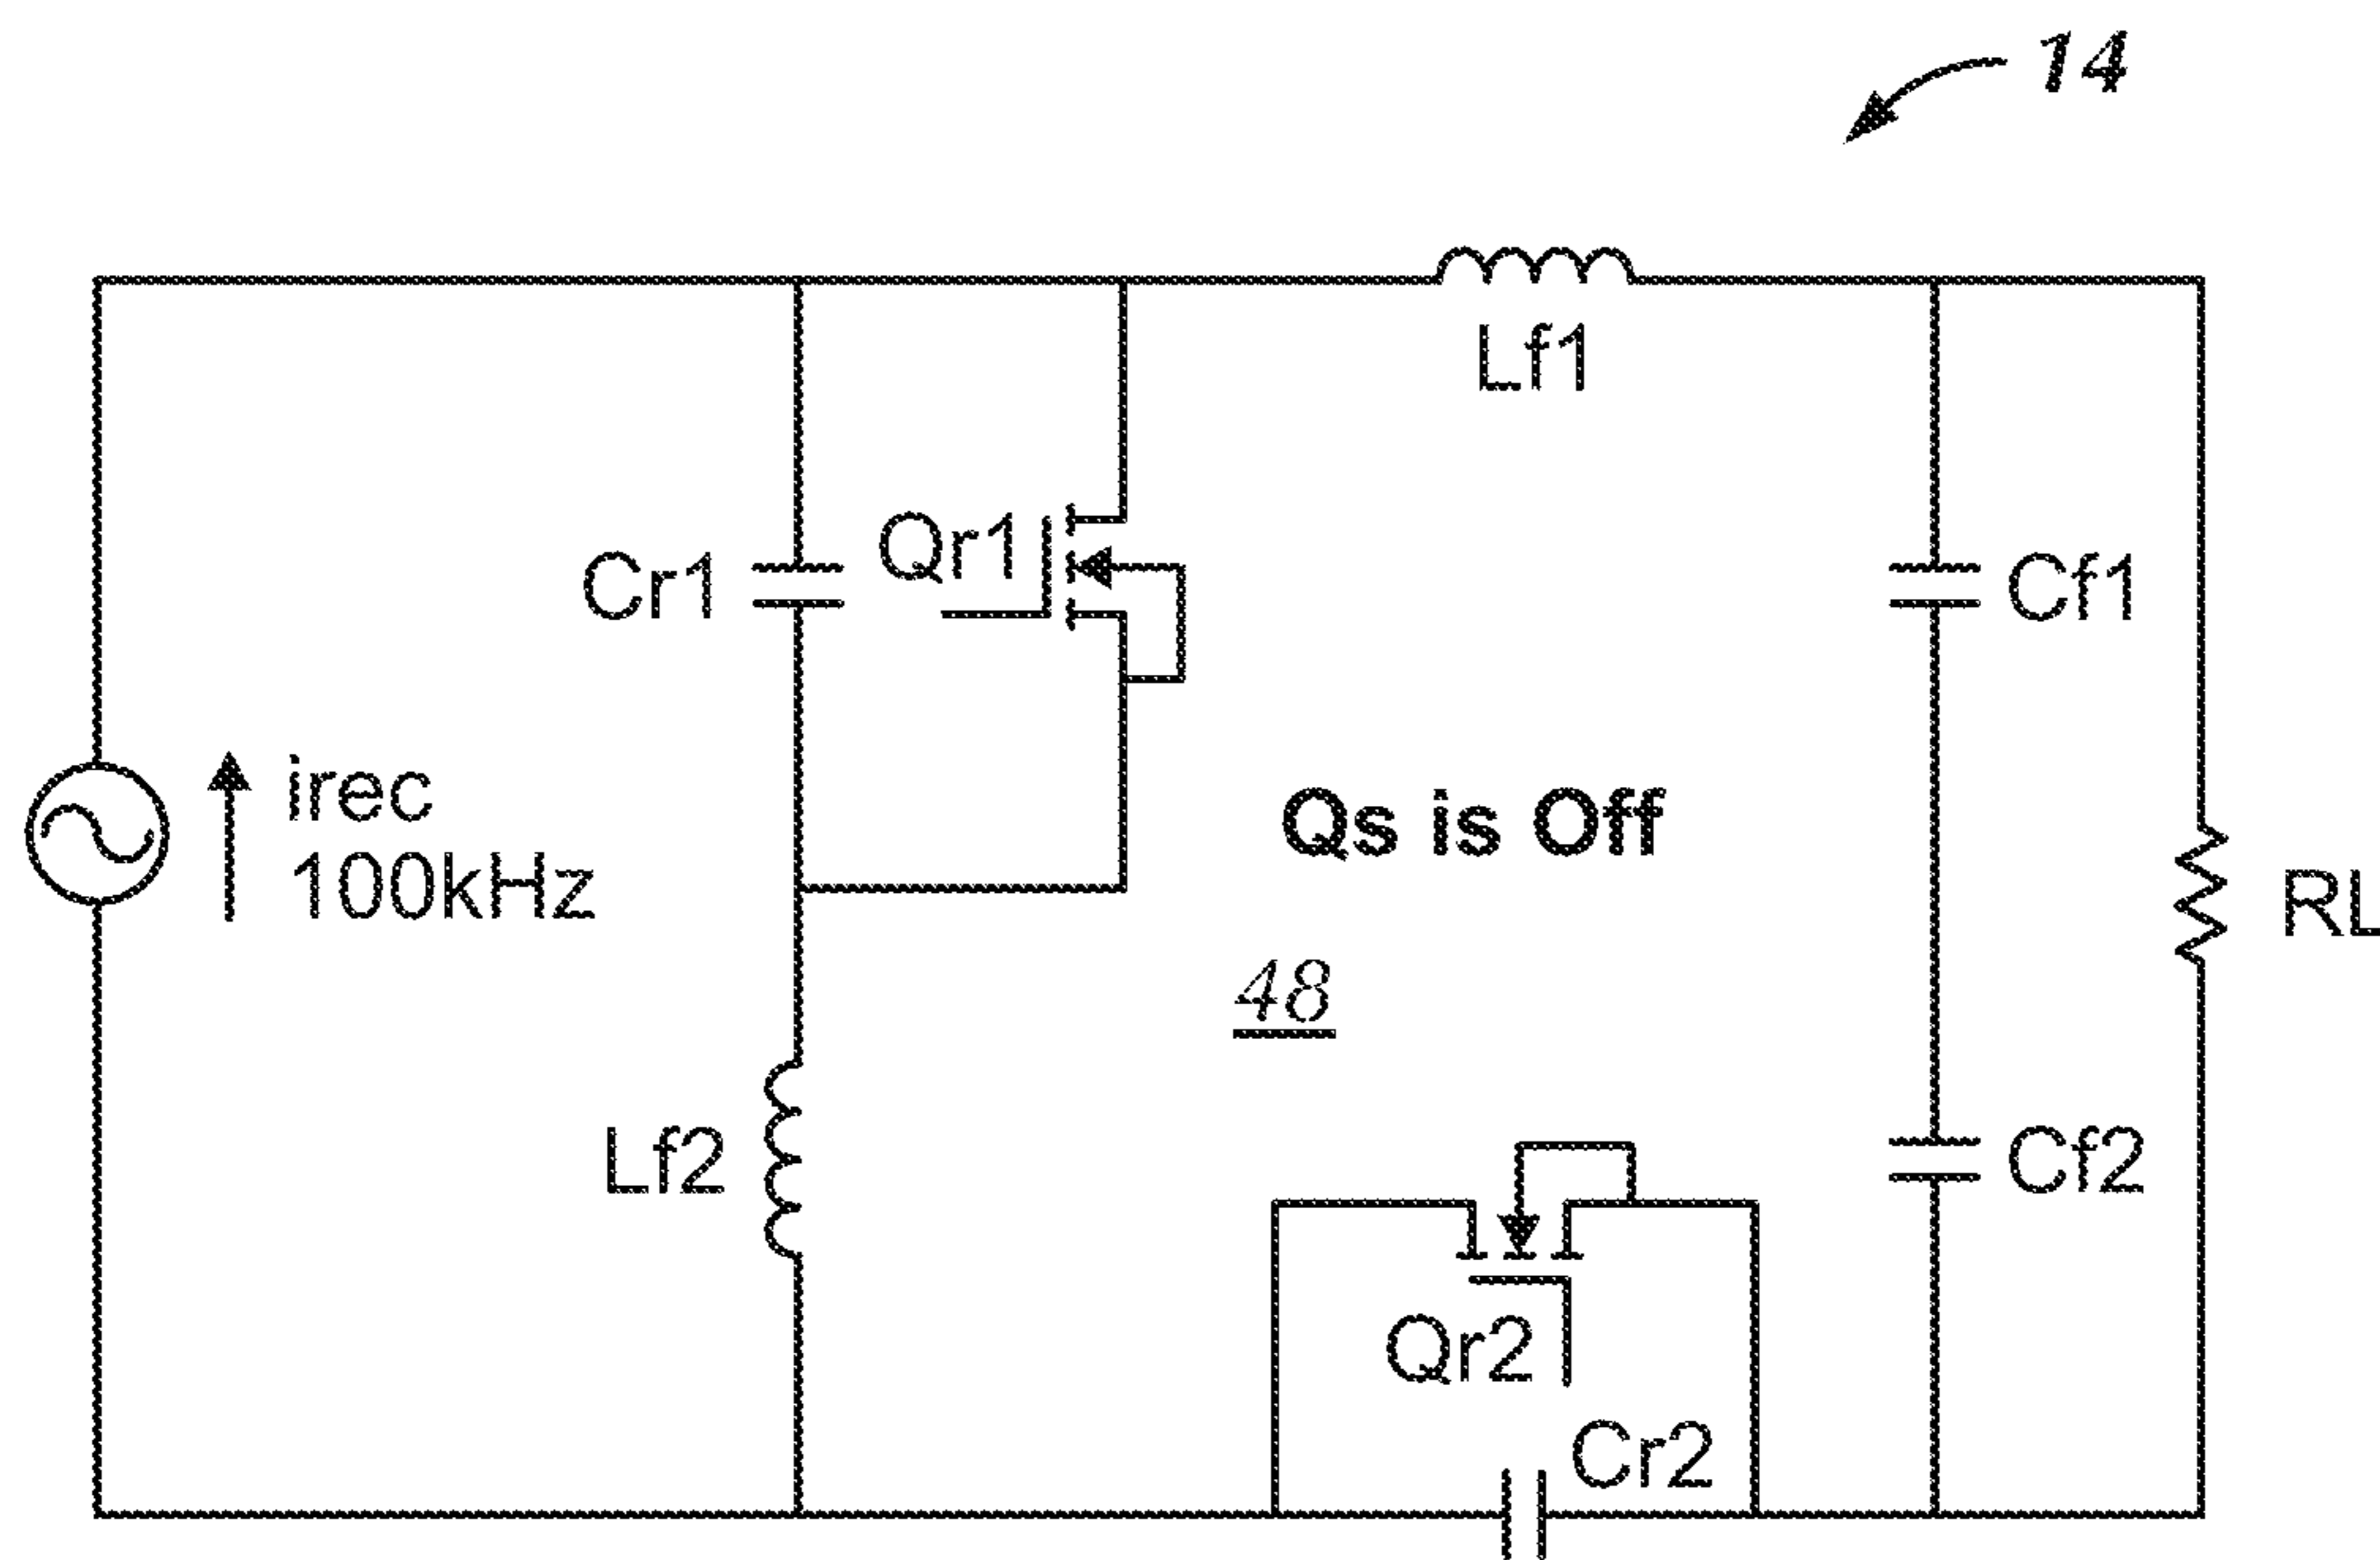 14
Lf1
Qr1
Cr1
Cf1
irec
100kHz
Qs is Off
RL
48
Lf2
Cf2
Qr2
Cr2